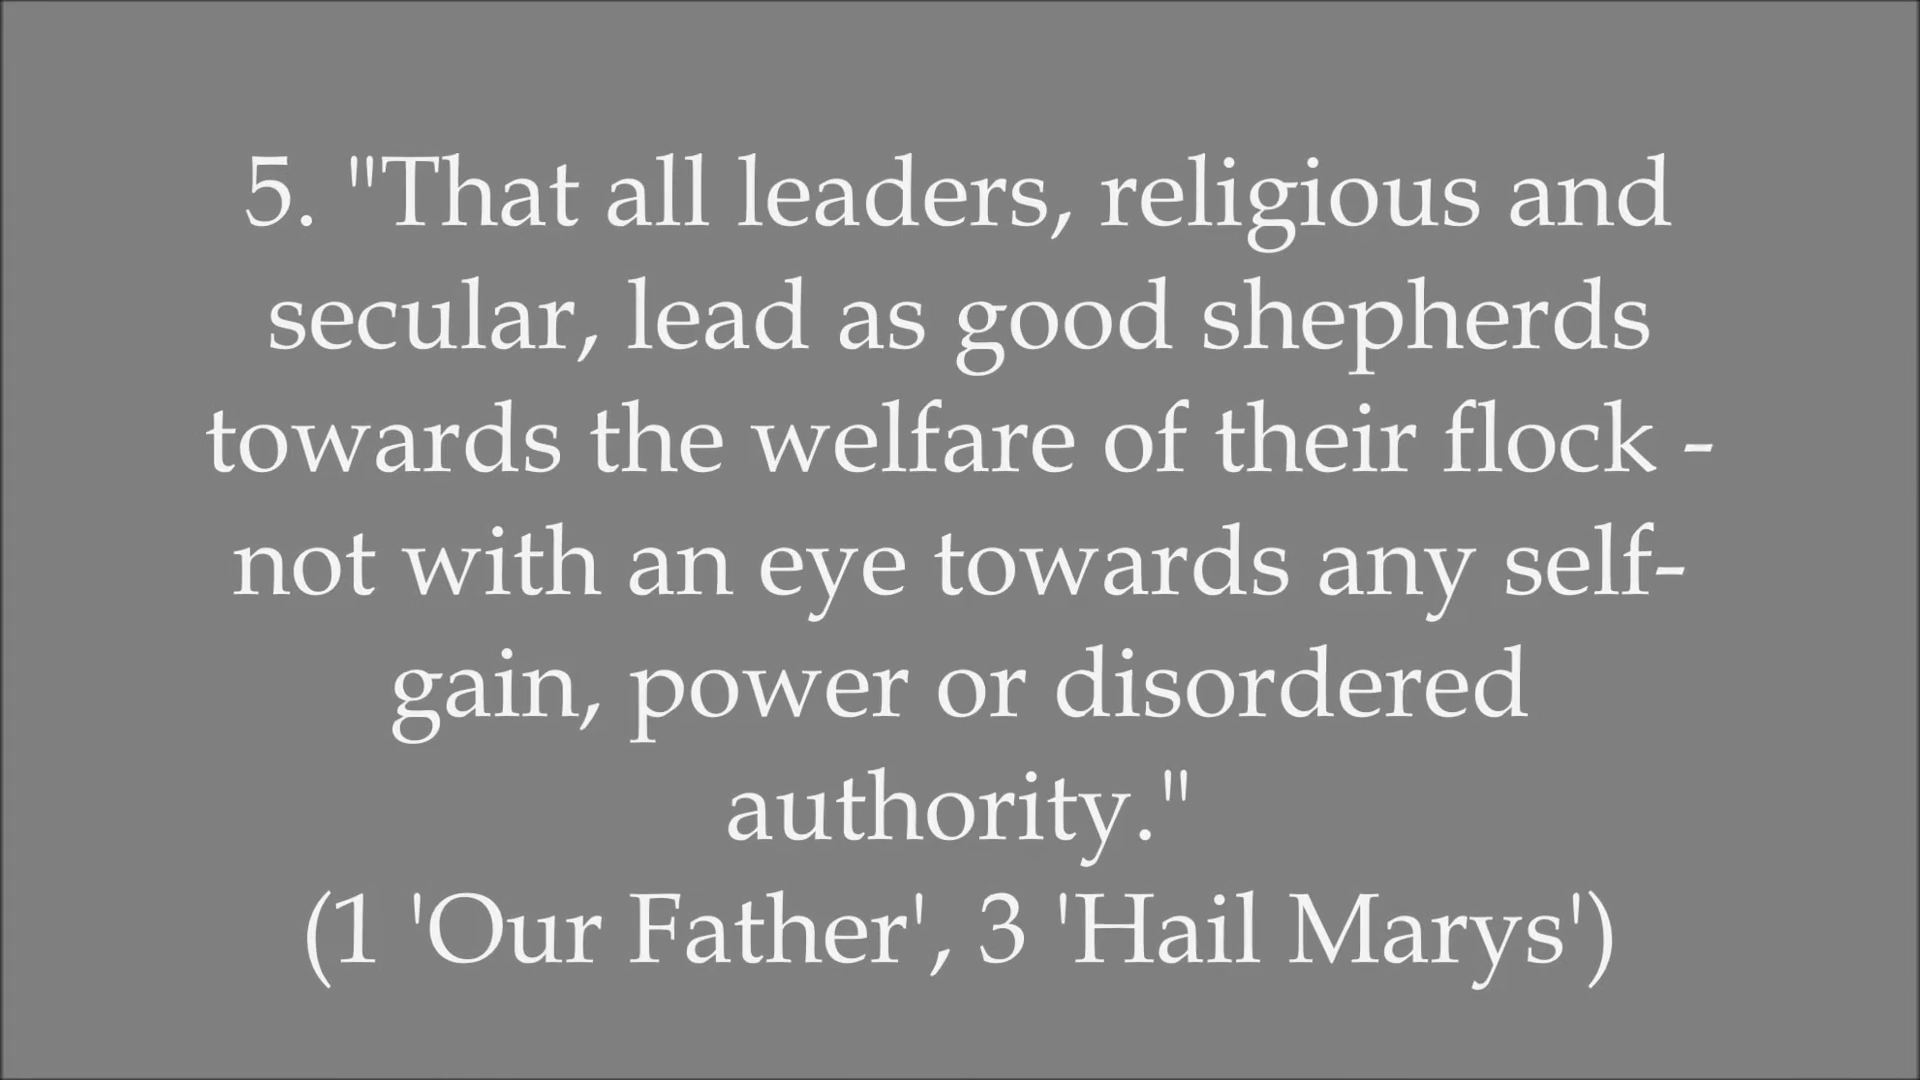 5. "That all leaders, religious and
secular, lead as good shepherds
towards the welfare of their flock -
not with an eye towards any self-
gain, power or disordered
authority."
(1 'Our Father', 3 'Hail Marys')